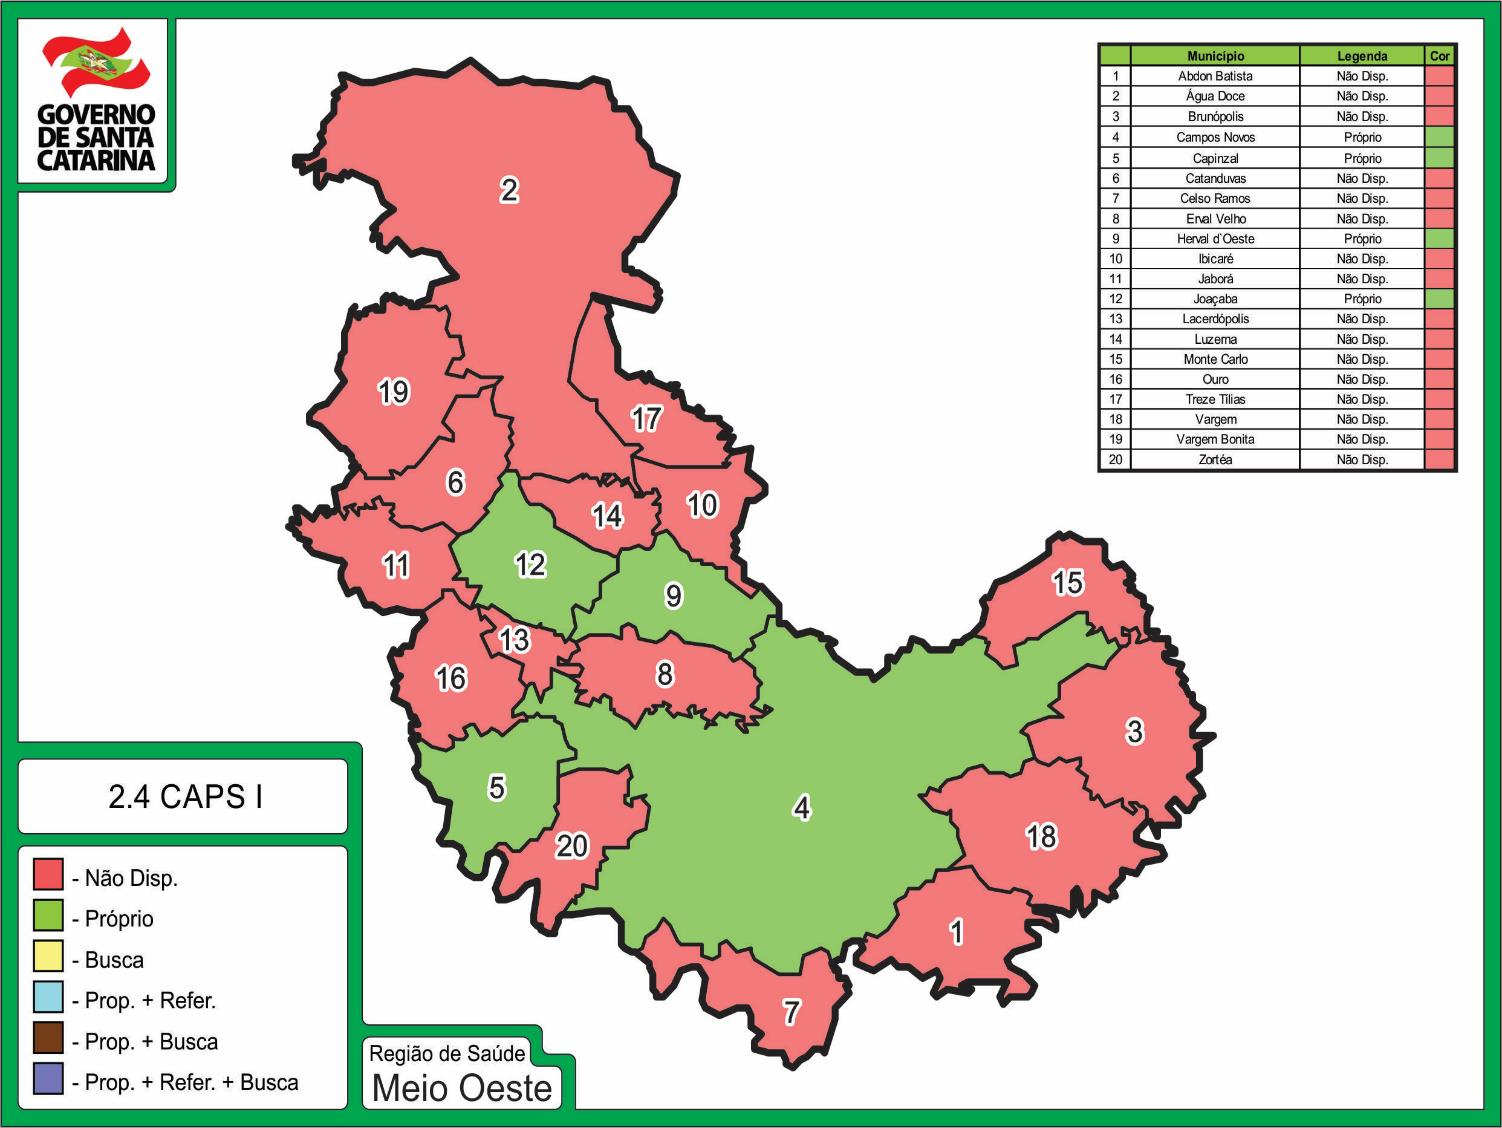 GOVERNO
DE SANTA
CATARINA
Município Legenda Cor
1 Abdon Batista Não Disp.
2 Água Doce Não Disp.
3 Brunópolis Não Disp.
4 Campos Novos Próprio
5 Capinzal Próprio
6 Catanduvas Não Disp.
7 Celso Ramos Não Disp.
8 Erval Velho Não Disp.
9 Herval d`Oeste Próprio
10 Ibicaré Não Disp.
11 Jaborá Não Disp.
12 Joaçaba Próprio
13 Lacerdópolis Não Disp.
14 Luzerna Não Disp.
15 Monte Carlo Não Disp.
16 Ouro Não Disp.
17 Treze Tílias Não Disp.
18 Vargem Não Disp.
19 Vargem Bonita Não Disp.
20 Zortéa Não Disp.
2
19
17
6
10
14
12
11
15
9
13
8
16
3
5
4
18
20
1
7
2.4 CAPS I
- Não Disp.
- Próprio
- Busca
- Prop. + Refer.
- Prop. + Busca
- Prop. + Refer. + Busca
Região de Saúde
Meio Oeste